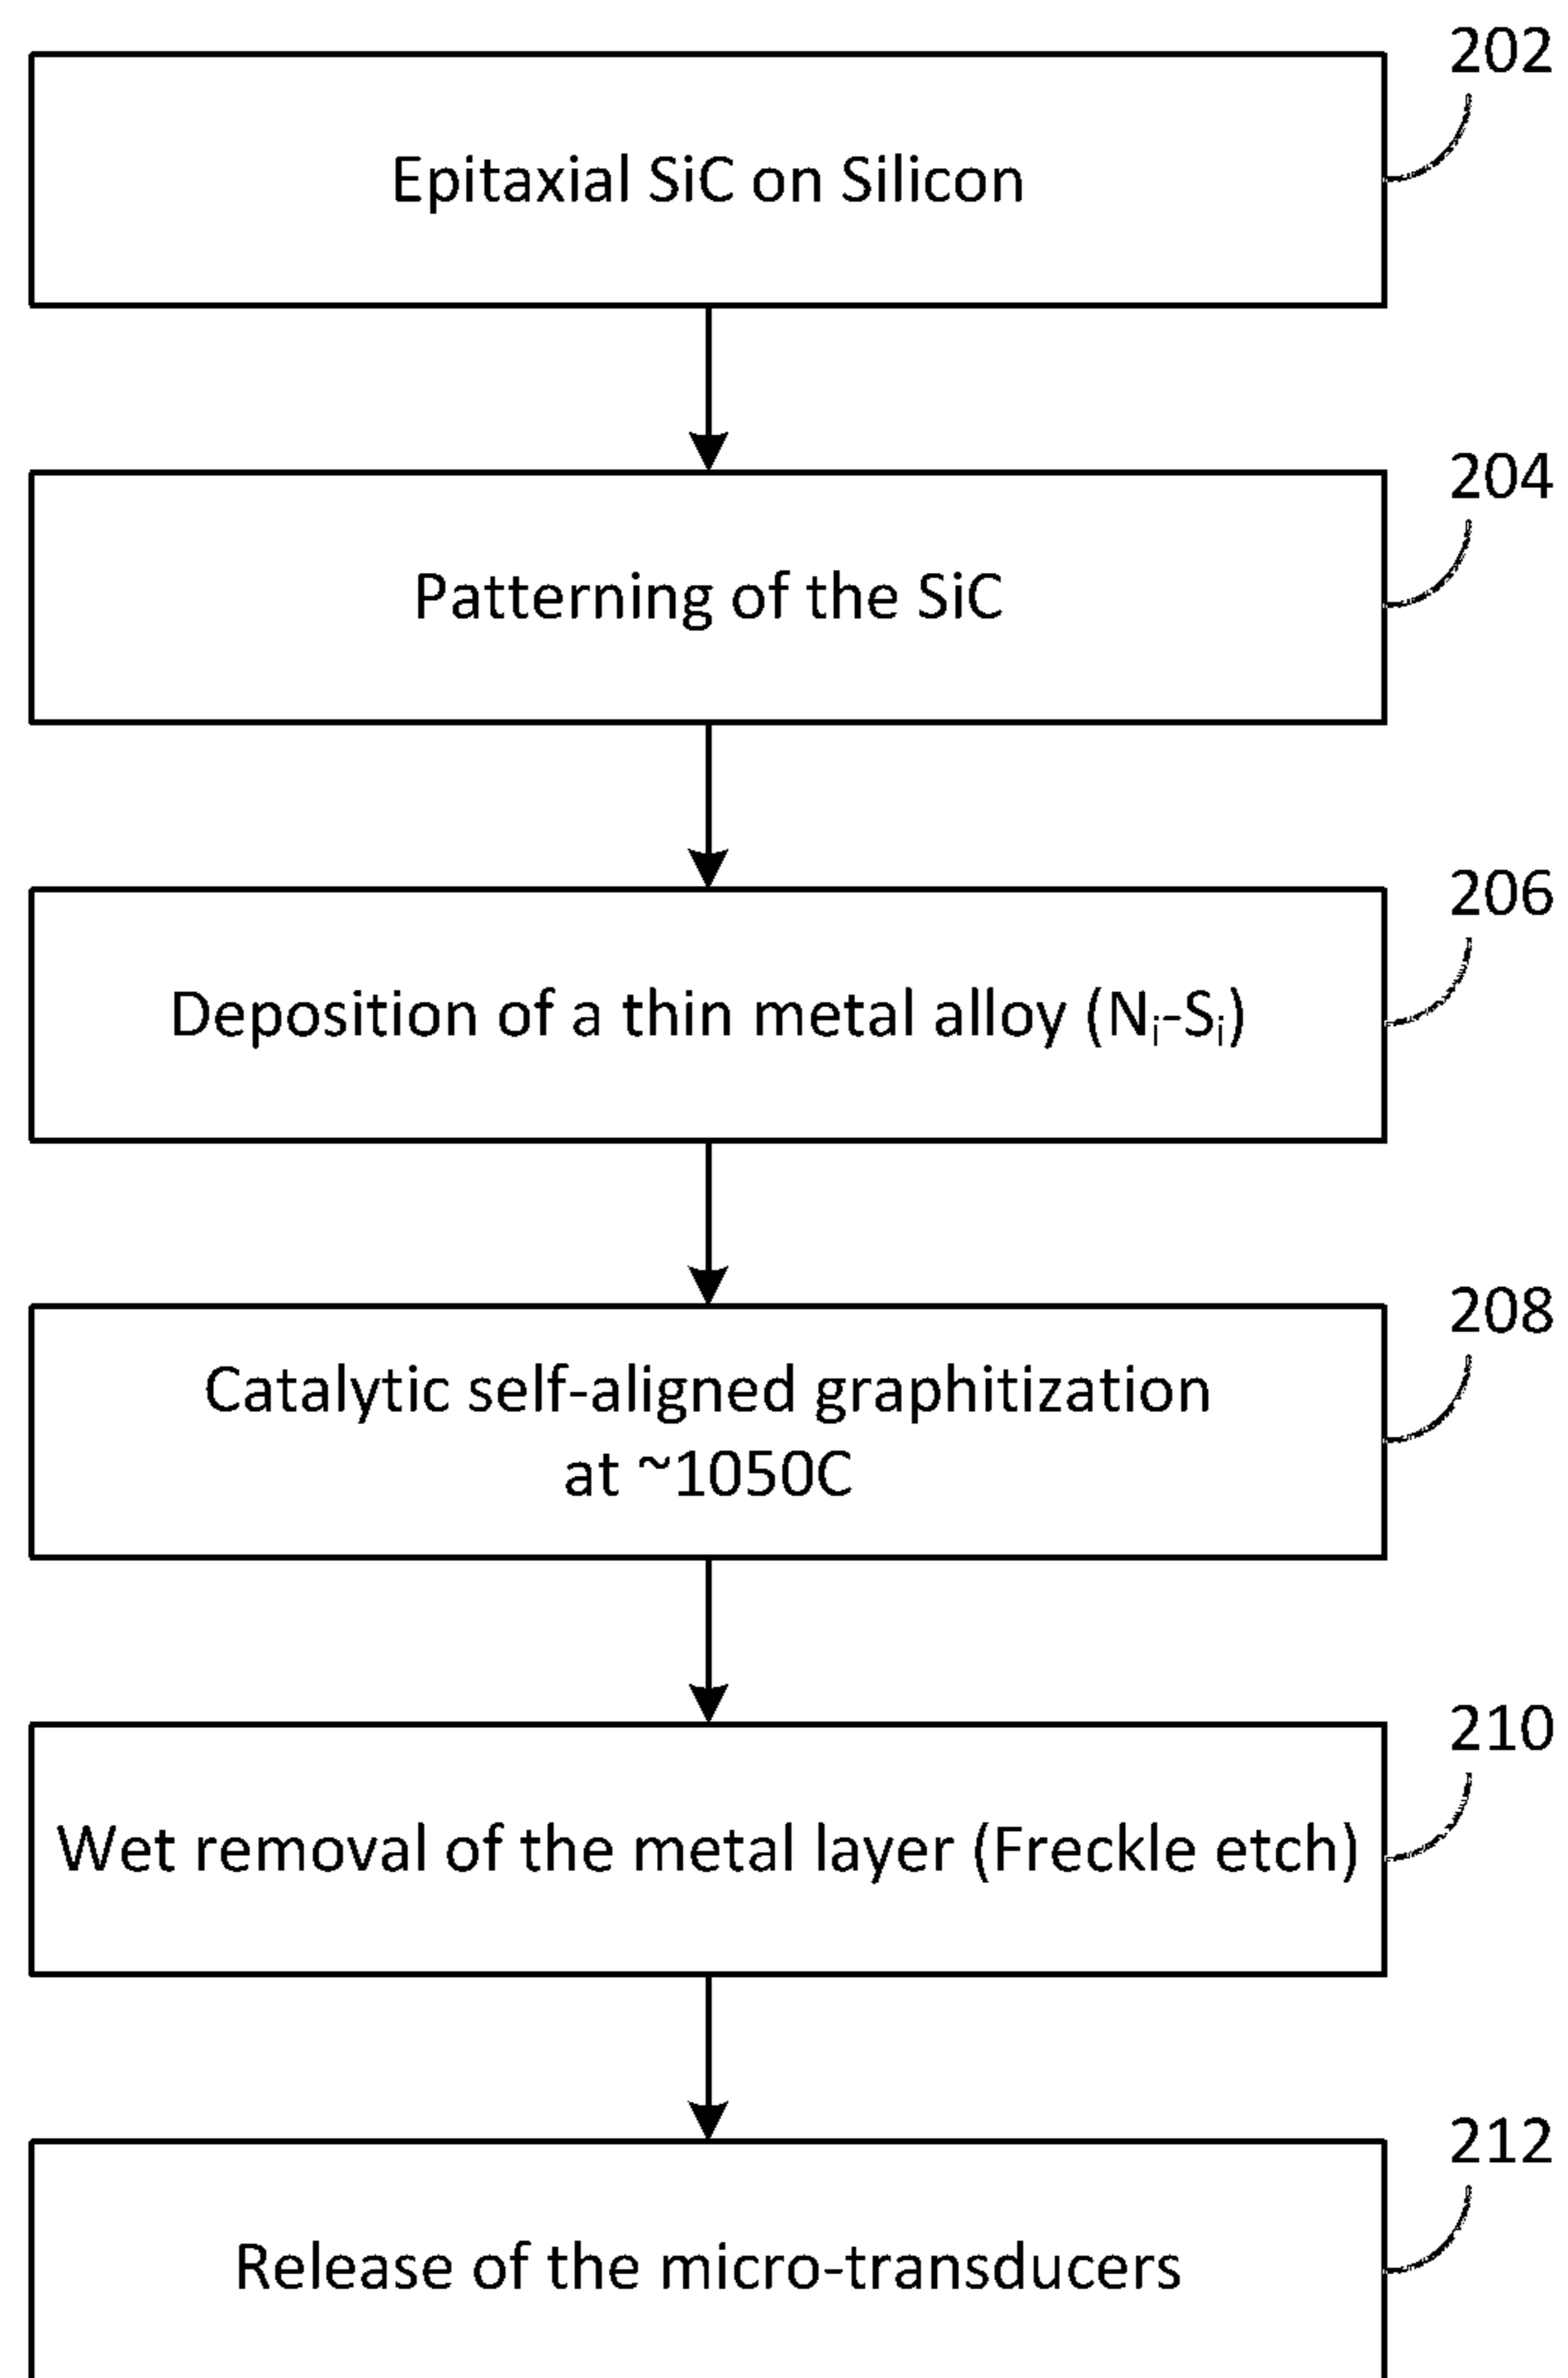 202
Epitaxial SiC on Silicon
204
Patterning of the SiC
206
Deposition of a thin metal alloy (Ni-Si)
208
Catalytic self-aligned graphitization
at ~1050C
210
Wet removal of the metal layer (Freckle etch)
212
Release of the micro-transducers